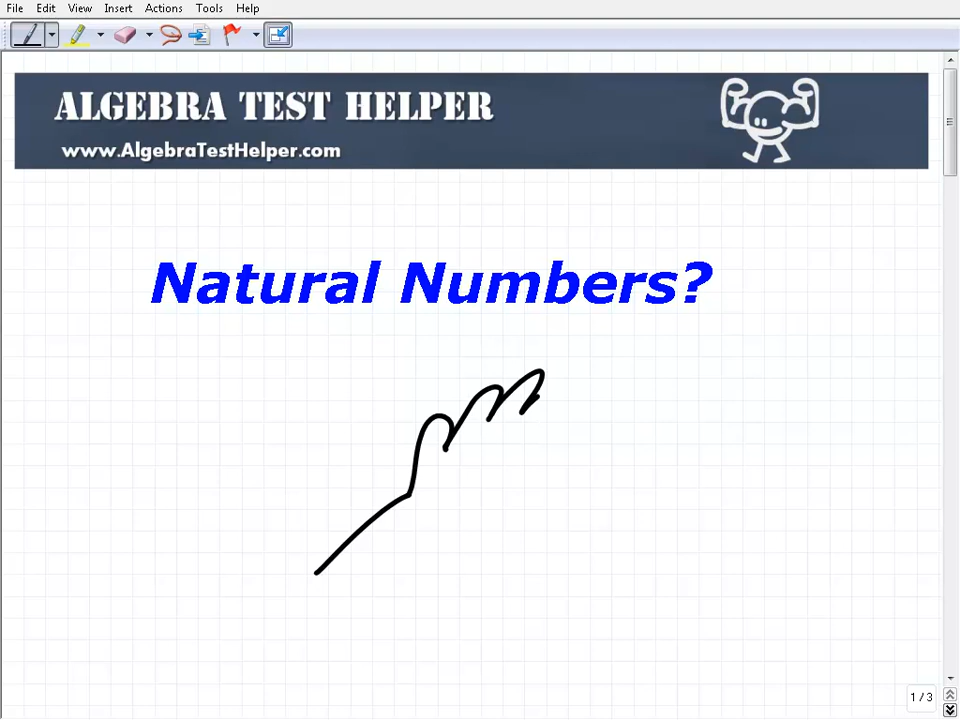 File Edit View Insert Actions Tools Help
ALGEBRA TEST HELPER
www.AlgebraTestHelper.com
Natural Numbers?
1 / 3